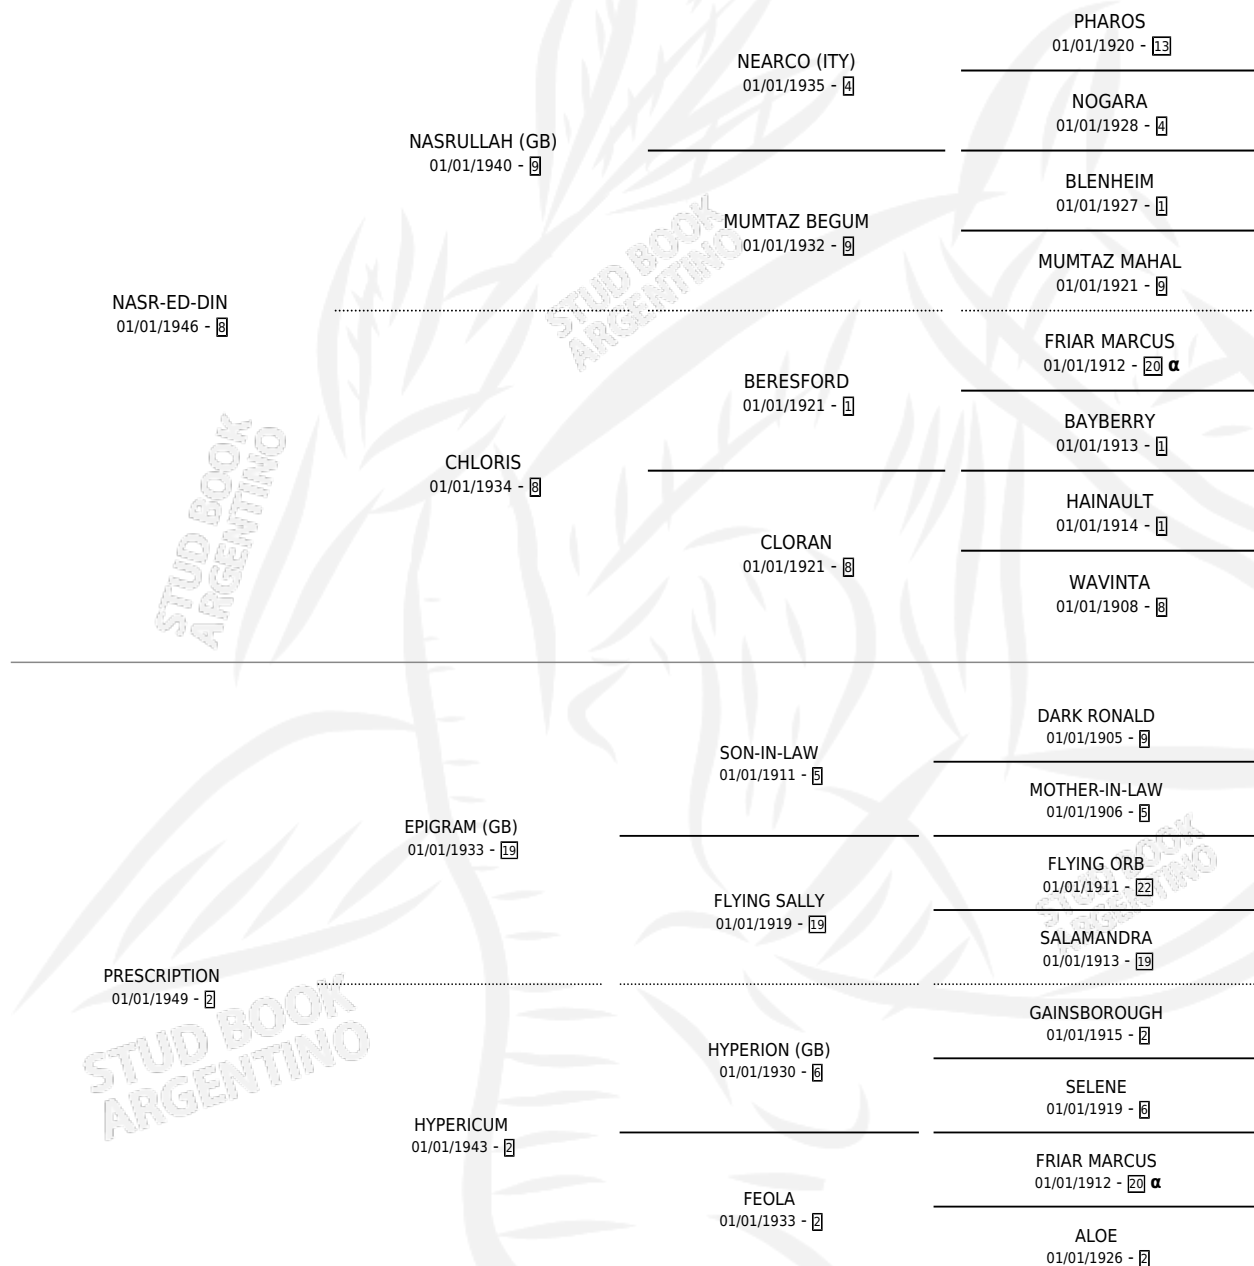 PHAROS
01/01/1920 - 13
NEARCO (ITY)
01/01/1935 - 4
NOGARA
01/01/1928 - 4
NASRULLAH (GB)
01/01/1940 - 9
BLENHEIM
01/01/1927 - 1
MUMTAZ BEGUM
01/01/1932 - 9
MUMTAZ MAHAL
01/01/1921 - 9
NASR-ED-DIN
01/01/1946 - 8
FRIAR MARCUS
01/01/1912 - 20 α
BERESFORD
01/01/1921 - 1
BAYBERRY
01/01/1913 - 1
CHLORIS
01/01/1934 - 8
HAINAULT
01/01/1914 - 1
CLORAN
01/01/1921 - 8
WAVINTA
01/01/1908 - 8
DARK RONALD
01/01/1905 - 9
SON-IN-LAW
01/01/1911 - 5
MOTHER-IN-LAW
01/01/1906 - 5
EPIGRAM (GB)
01/01/1933 - 19
FLYING ORB
01/01/1911 - 22
FLYING SALLY
01/01/1919 - 19
SALAMANDRA
01/01/1913 - 19
PRESCRIPTION
01/01/1949 - 2
GAINSBOROUGH
01/01/1915 - 2
HYPERION (GB)
01/01/1930 - 6
SELENE
01/01/1919 - 6
HYPERICUM
01/01/1943 - 2
FRIAR MARCUS
01/01/1912 - 20 α
FEOLA
01/01/1933 - 2
ALOE
01/01/1926 - 2
STUD BOOK
ARGENTINO
STUD BOOK
ARGENTINO
STUD BOOK
ARGENTINO
STUD BOOK
ARGENTINO